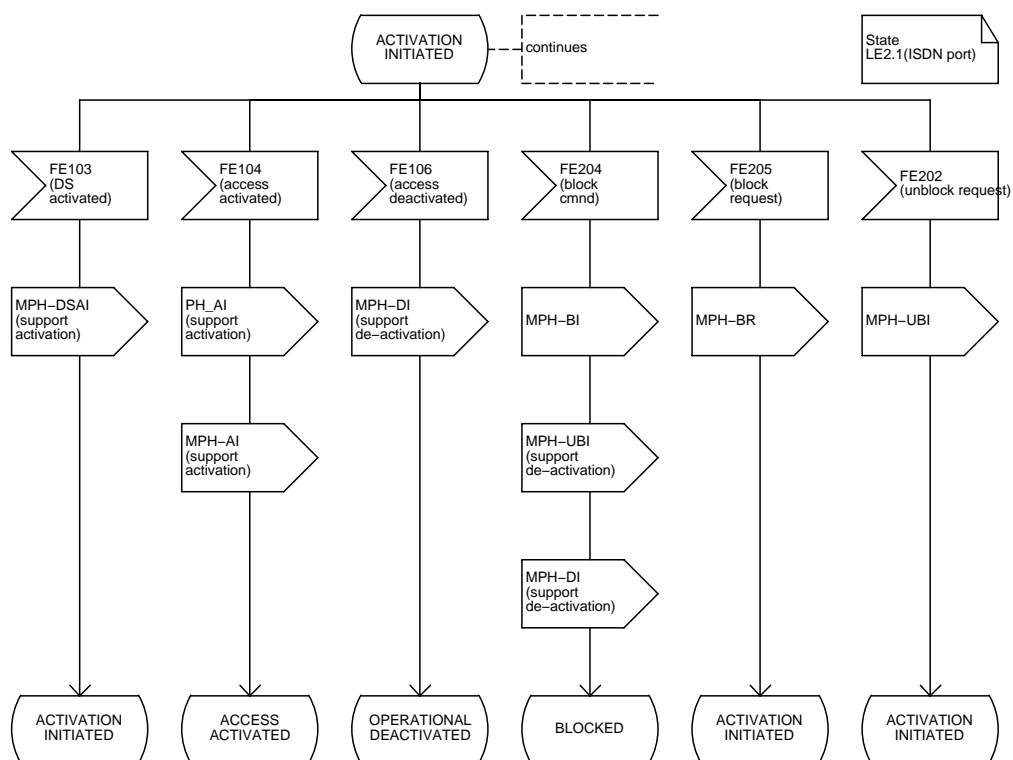 ACTIVATION
INITIATED
continues
State
LE2.1(ISDN port)
FE103
(DS
activated)
FE104
(access
activated)
FE106
(access
deactivated)
FE204
(block
cmnd)
FE205
(block
request)
FE202
(unblock request)
MPH−DSAI
(support
activation)
PH_AI
(support
activation)
MPH−DI
(support
de−activation)
MPH−BI
MPH−BR
MPH−UBI
MPH−AI
(support
activation)
MPH−UBI
(support
de−activation)
MPH−DI
(support
de−activation)
ACTIVATION
INITIATED
ACCESS
ACTIVATED
OPERATIONAL
DEACTIVATED
BLOCKED
ACTIVATION
INITIATED
ACTIVATION
INITIATED